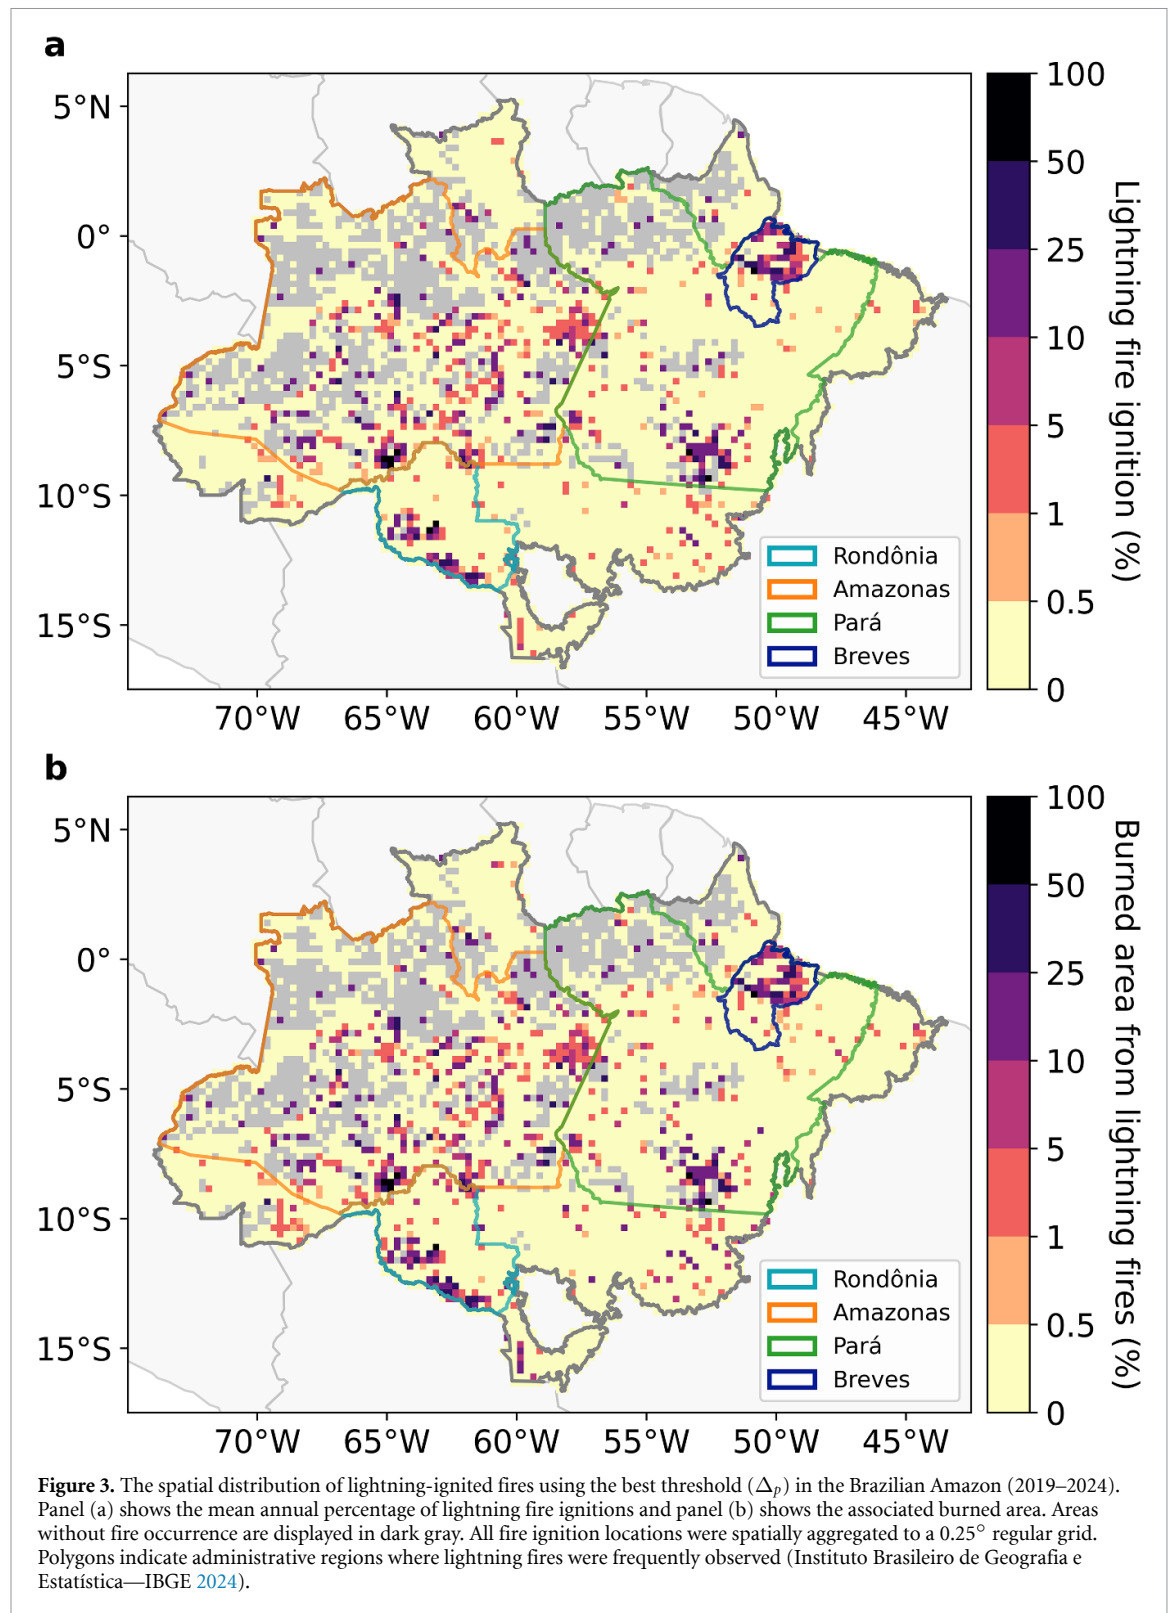 a
5°N
0°
5°S
10°S
15°S
70°W 65°W 60°W 55°W 50°W 45°W
Rondônia
Amazonas
Pará
Breves
100
50
25
10
5
1
0.5
0
Lightning fire ignition (%)
b
5°N
0°
5°S
10°S
15°S
70°W 65°W 60°W 55°W 50°W 45°W
Rondônia
Amazonas
Pará
Breves
100
50
25
10
5
1
0.5
0
Burned area from lightning fires (%)
Figure 3. The spatial distribution of lightning-ignited fires using the best threshold (Δp) in the Brazilian Amazon (2019–2024).
Panel (a) shows the mean annual percentage of lightning fire ignitions and panel (b) shows the associated burned area. Areas
without fire occurrence are displayed in dark gray. All fire ignition locations were spatially aggregated to a 0.25° regular grid.
Polygons indicate administrative regions where lightning fires were frequently observed (Instituto Brasileiro de Geografia e
Estatística—IBGE 2024).